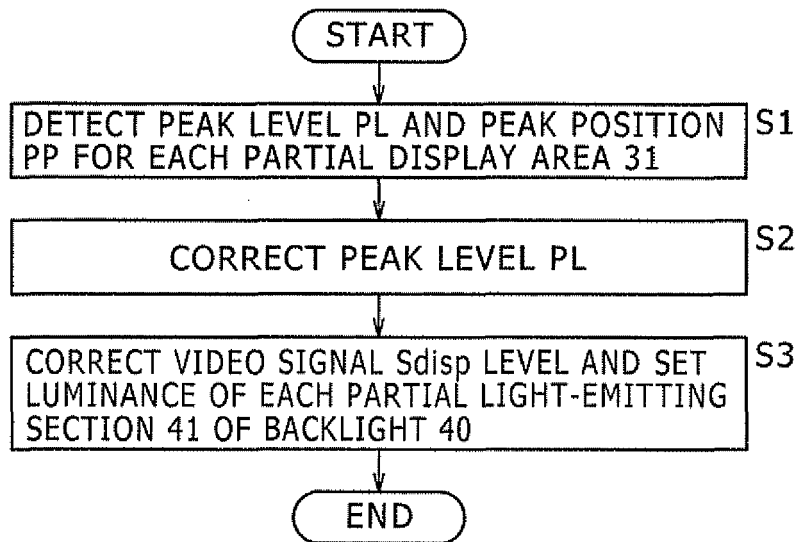 START
DETECT PEAK LEVEL PL AND PEAK POSITION
PP FOR EACH PARTIAL DISPLAY AREA 31
S1
CORRECT PEAK LEVEL PL
S2
CORRECT VIDEO SIGNAL Sdisp LEVEL AND SET
LUMINANCE OF EACH PARTIAL LIGHT-EMITTING
SECTION 41 OF BACKLIGHT 40
S3
END